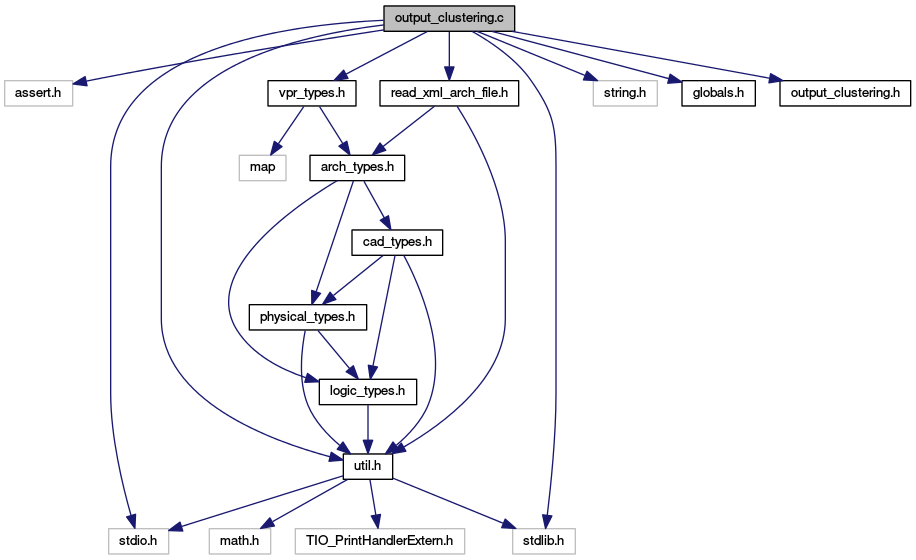 output_clustering.c
assert.h
vpr_types.h
read_xml_arch_file.h
string.h
globals.h
output_clustering.h
map
arch_types.h
cad_types.h
physical_types.h
logic_types.h
util.h
stdio.h
math.h
TIO_PrintHandlerExtern.h
stdlib.h